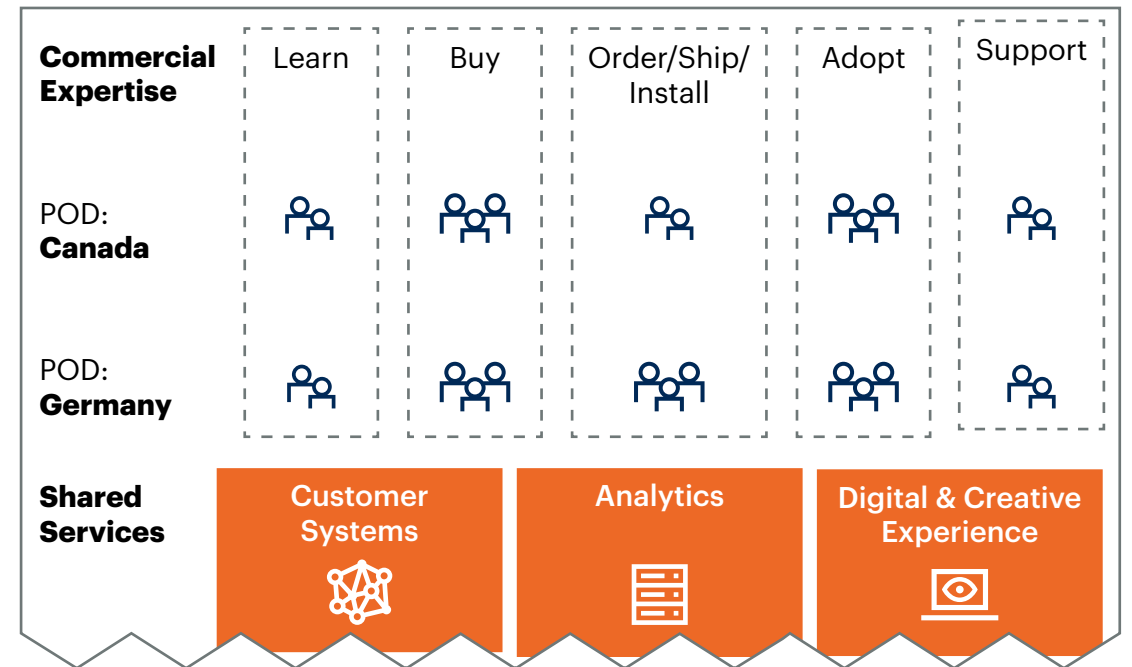 Commercial
Expertise
Learn
Buy
Order/Ship/
Install
Adopt
Support
POD:
Canada
POD:
Germany
Shared
Services
Customer
Systems
Analytics
Digital & Creative
Experience